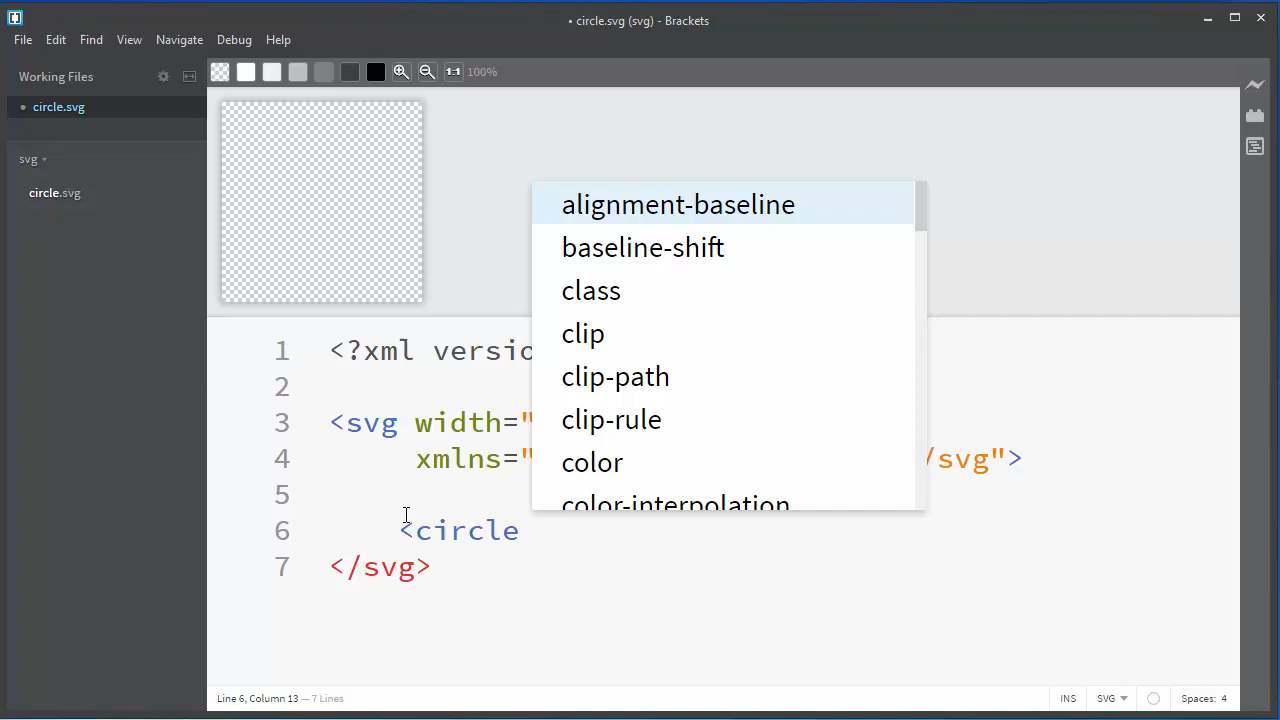 • circle.svg (svg) - Brackets
File Edit Find View Navigate Debug Help
Working Files
1:1 100%
• circle.svg
svg
circle.svg
alignment-baseline
baseline-shift
class
clip
clip-path
clip-rule
color
color-interpolation
1 <?xml versio
2
3 <svg width="
4 xmlns=" /svg">
5
6 <circle
7 </svg>
Line 6, Column 13 — 7 Lines
INS SVG Spaces: 4